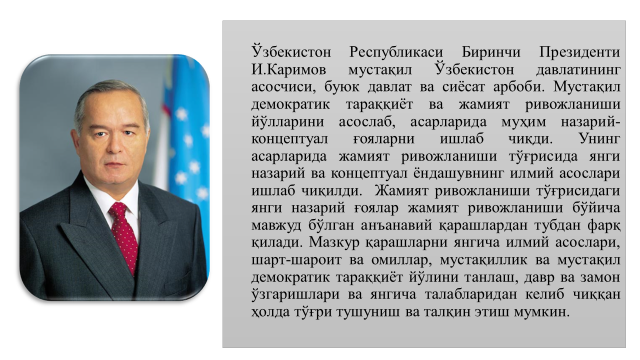 Ўзбекистон Республикаси Биринчи Президенти
И.Каримов мустақил Ўзбекистон давлатининг
асосчиси, буюк давлат ва сиёсат арбоби. Мустақил
демократик тараққиёт ва жамият ривожланиши
йўлларини асослаб, асарларида муҳим назарий-
концептуал ғояларни ишлаб чиқди. Унинг
асарларида жамият ривожланиши тўғрисида янги
назарий ва концептуал ёндашувнинг илмий асослари
ишлаб чиқилди. Жамият ривожланиши тўғрисидаги
янги назарий ғоялар жамият ривожланиши бўйича
мавжуд бўлган анъанавий қарашлардан тубдан фарқ
қилади. Мазкур қарашларни янгича илмий асослари,
шарт-шароит ва омиллар, мустақиллик ва мустақил
демократик тараққиёт йўлини танлаш, давр ва замон
ўзгаришлари ва янгича талабларидан келиб чиққан
ҳолда тўғри тушуниш ва талқин этиш мумкин.